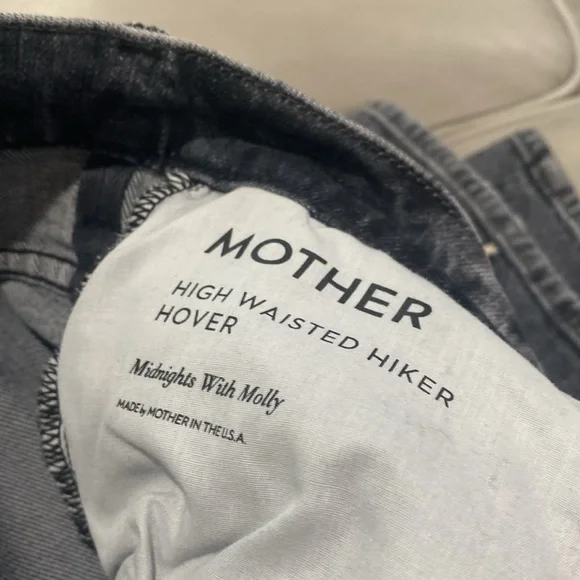 MOTHER
HIGH WAISTED HIKER
HOVER
Midnights With Molly
MADE by MOTHER IN THE U.S.A.